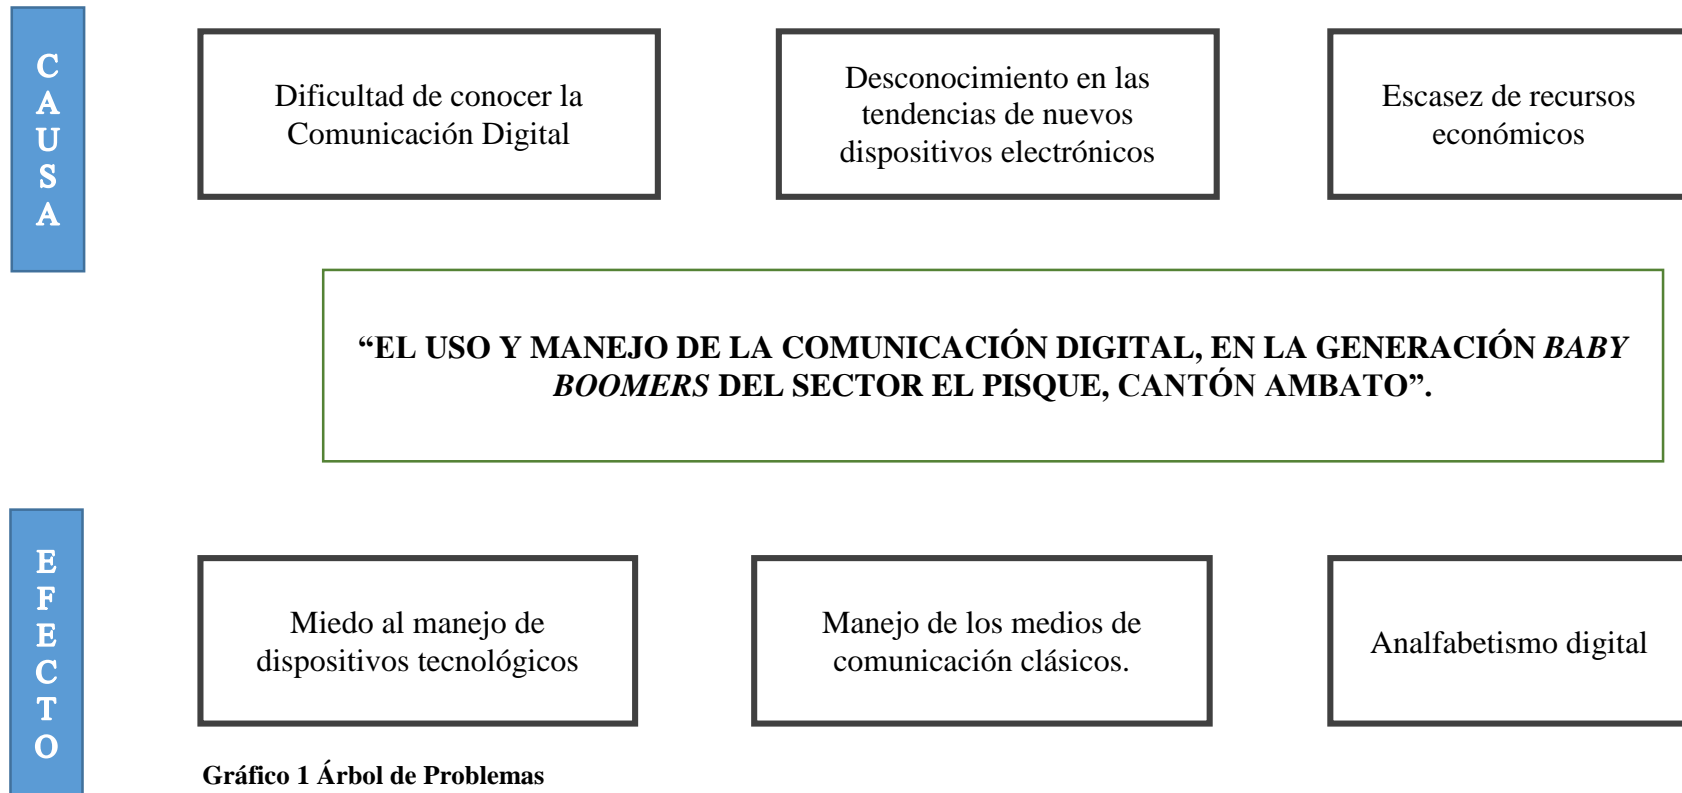 CAUSA
Dificultad de conocer la
Comunicación Digital
Desconocimiento en las
tendencias de nuevos
dispositivos electrónicos
Escasez de recursos
económicos
“EL USO Y MANEJO DE LA COMUNICACIÓN DIGITAL, EN LA GENERACIÓN BABY
BOOMERS DEL SECTOR EL PISQUE, CANTÓN AMBATO”.
EFECTO
Miedo al manejo de
dispositivos tecnológicos
Manejo de los medios de
comunicación clásicos.
Analfabetismo digital
Gráfico 1 Árbol de Problemas